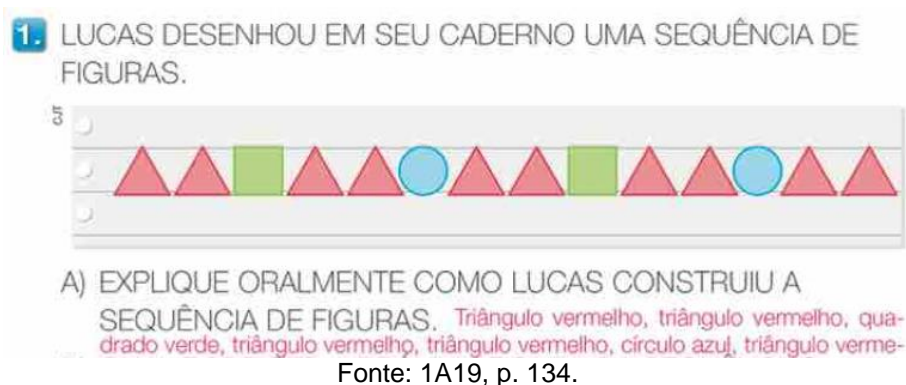 1. LUCAS DESENHOU EM SEU CADERNO UMA SEQUÊNCIA DE
FIGURAS.
A) EXPLIQUE ORALMENTE COMO LUCAS CONSTRUIU A
SEQUÊNCIA DE FIGURAS. Triângulo vermelho, triângulo vermelho, qua-
drado verde, triângulo vermelho, triângulo vermelho, círculo azul, triângulo verme-
Fonte: 1A19, p. 134.